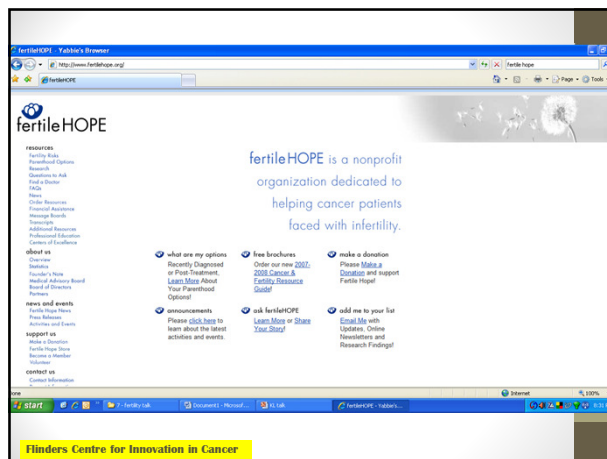 fertileHOPE - Yabbie's Browser
http://www.fertilehope.org/
fertile hope
fertileHOPE
Page
Tools
fertileHOPE
resources
Fertility Risks
Parenthood Options
Research
Questions to Ask
Find a Doctor
FAQs
News
Order Resources
Financial Assistance
Message Boards
Transcripts
Additional Resources
Professional Education
Centers of Excellence
about us
Overview
Statistics
Founder's Note
Medical Advisory Board
Board of Directors
Partners
news and events
Fertile Hope News
Press Releases
Activities and Events
support us
Make a Donation
Fertile Hope Store
Become a Member
Volunteer
contact us
Contact Information
fertileHOPE is a nonprofit
organization dedicated to
helping cancer patients
faced with infertility.
what are my options
Recently Diagnosed
or Post-Treatment,
Learn More About
Your Parenthood
Options!
free brochures
Order our new 2007-
2008 Cancer &
Fertility Resource
Guide!
make a donation
Please Make a
Donation and support
Fertile Hope!
announcements
Please click here to
learn about the latest
activities and events.
ask fertileHOPE
Learn More or Share
Your Story!
add me to your list
Email Me with
Updates, Online
Newsletters and
Research Findings!
Internet
100%
start
7 - fertility talk
Document1 - Microsof...
KL talk
fertileHOPE - Yabbie's...
Flinders Centre for Innovation in Cancer